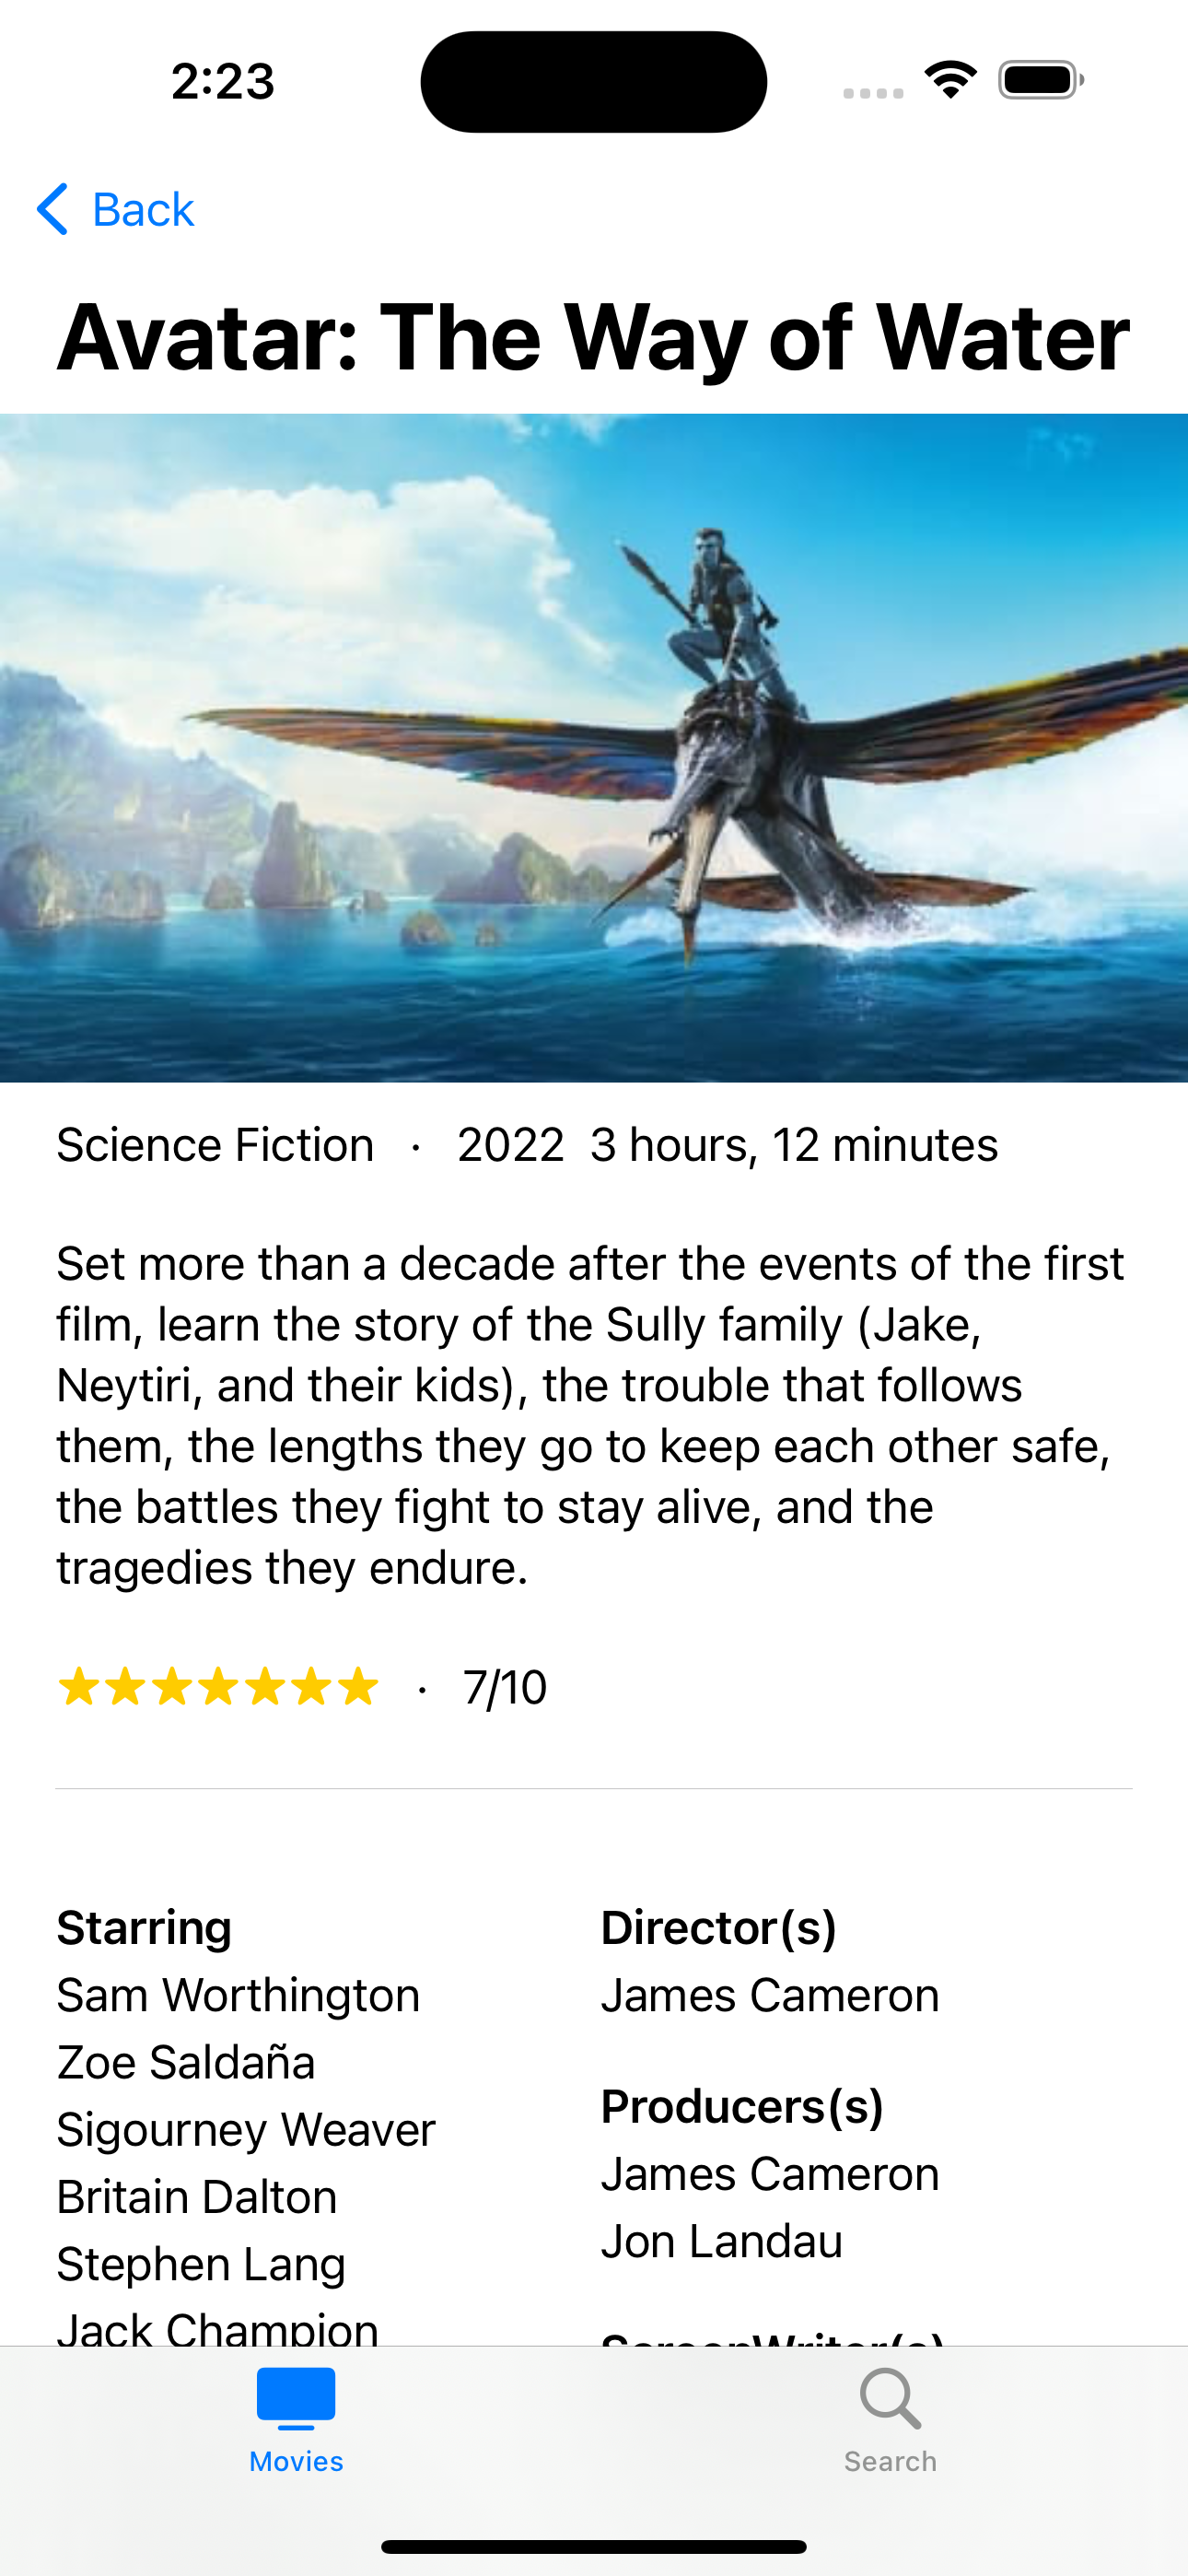 2:23
Back
Avatar: The Way of Water
Science Fiction · 2022 3 hours, 12 minutes
Set more than a decade after the events of the first
film, learn the story of the Sully family (Jake,
Neytiri, and their kids), the trouble that follows
them, the lengths they go to keep each other safe,
the battles they fight to stay alive, and the
tragedies they endure.
★★★★★★★ · 7/10
Starring
Sam Worthington
Zoe Saldaña
Sigourney Weaver
Britain Dalton
Stephen Lang
Jack Champion
Director(s)
James Cameron
Producers(s)
James Cameron
Jon Landau
ScreenWriter(s)
Movies
Search